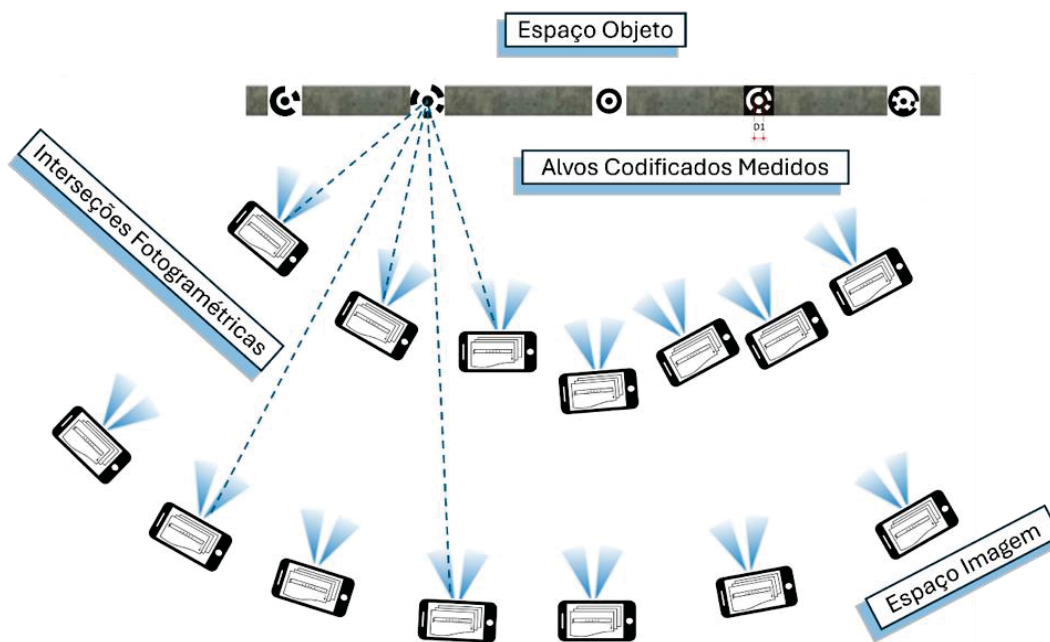 Espaço Objeto
D1
Alvos Codificados Medidos
Interseções Fotogramétricas
Espaço Imagem